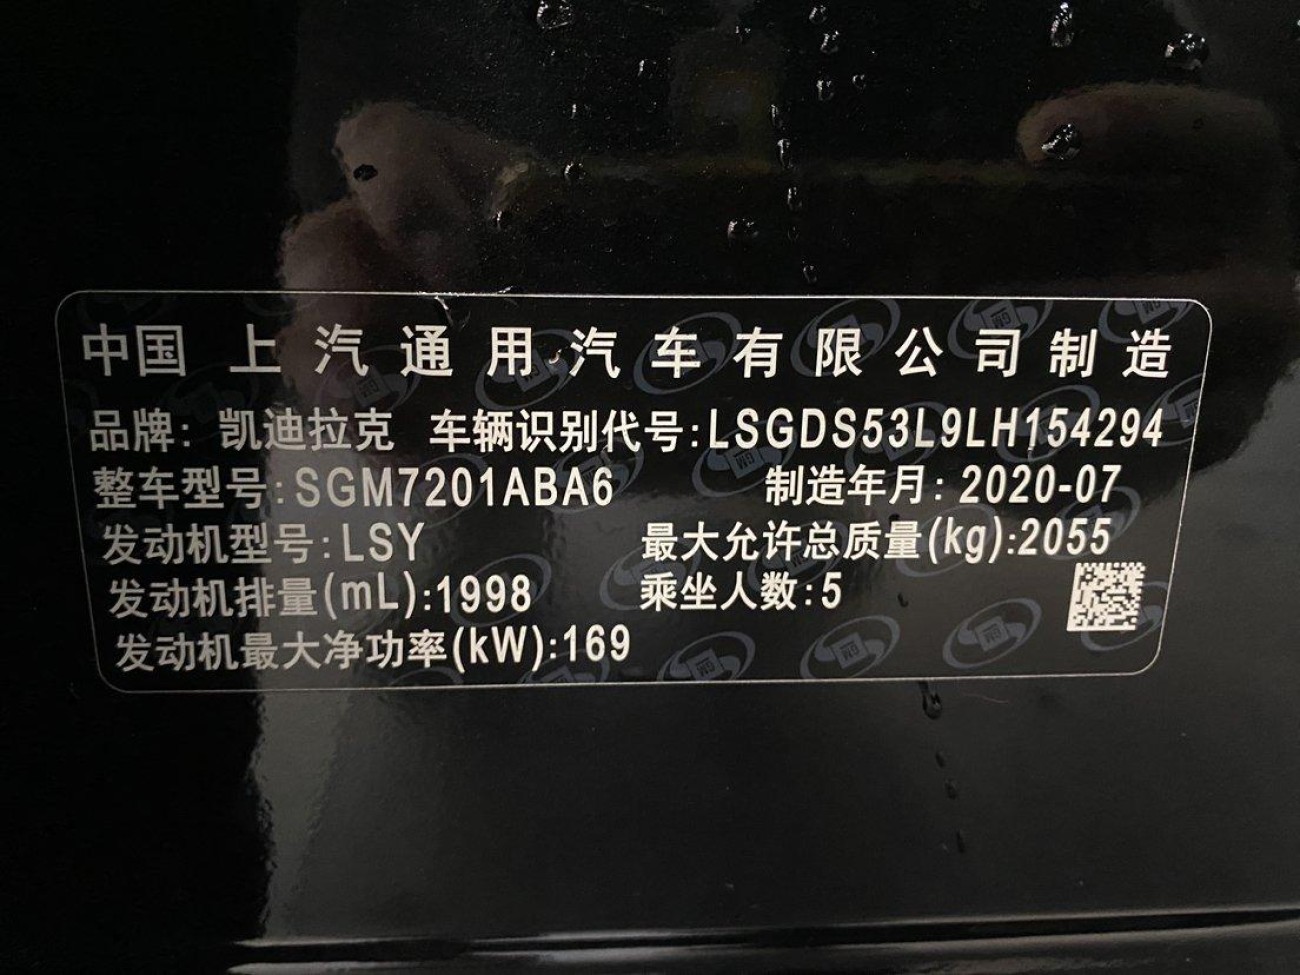 中国 上汽通用汽车有限公司制造
品牌: 凯迪拉克 车辆识别代号:LSGDS53L9LH154294
整车型号:SGM7201ABA6 制造年月: 2020-07
发动机型号:LSY 最大允许总质量(kg):2055
发动机排量(mL):1998 乘坐人数:5
发动机最大净功率(kW):169